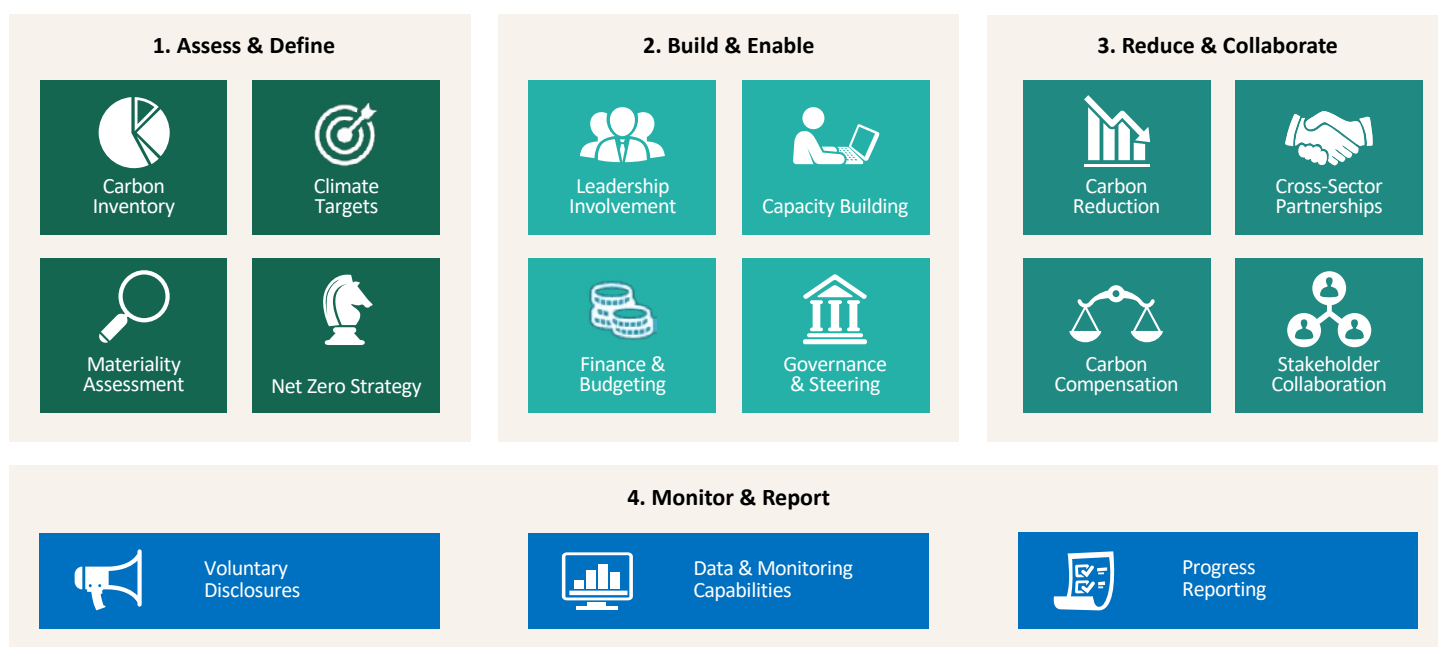 1. Assess & Define
Carbon
Inventory
Climate
Targets
Materiality
Assessment
Net Zero Strategy
2. Build & Enable
Leadership
Involvement
Capacity Building
Finance &
Budgeting
Governance
& Steering
3. Reduce & Collaborate
Carbon
Reduction
Cross-Sector
Partnerships
Carbon
Compensation
Stakeholder
Collaboration
4. Monitor & Report
Voluntary
Disclosures
Data & Monitoring
Capabilities
Progress
Reporting